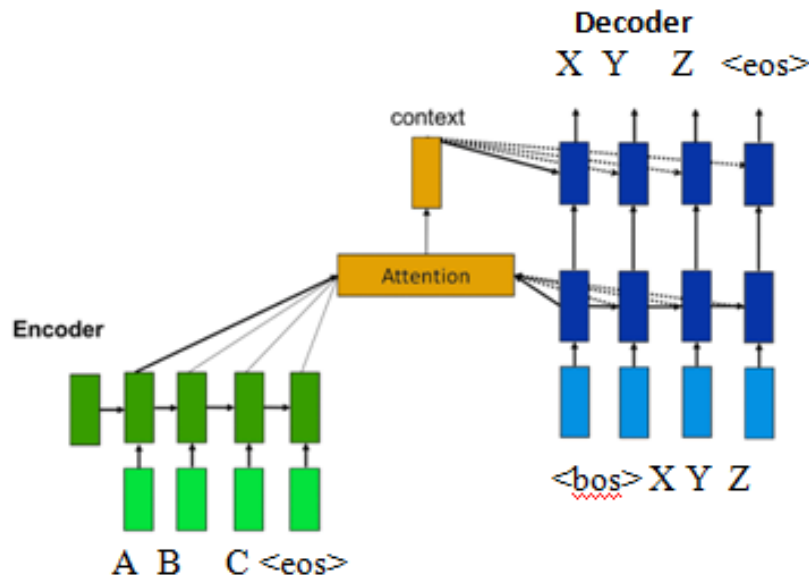 Decoder
X Y Z <eos>
context
Attention
Encoder
<bos> X Y Z
A B C <eos>